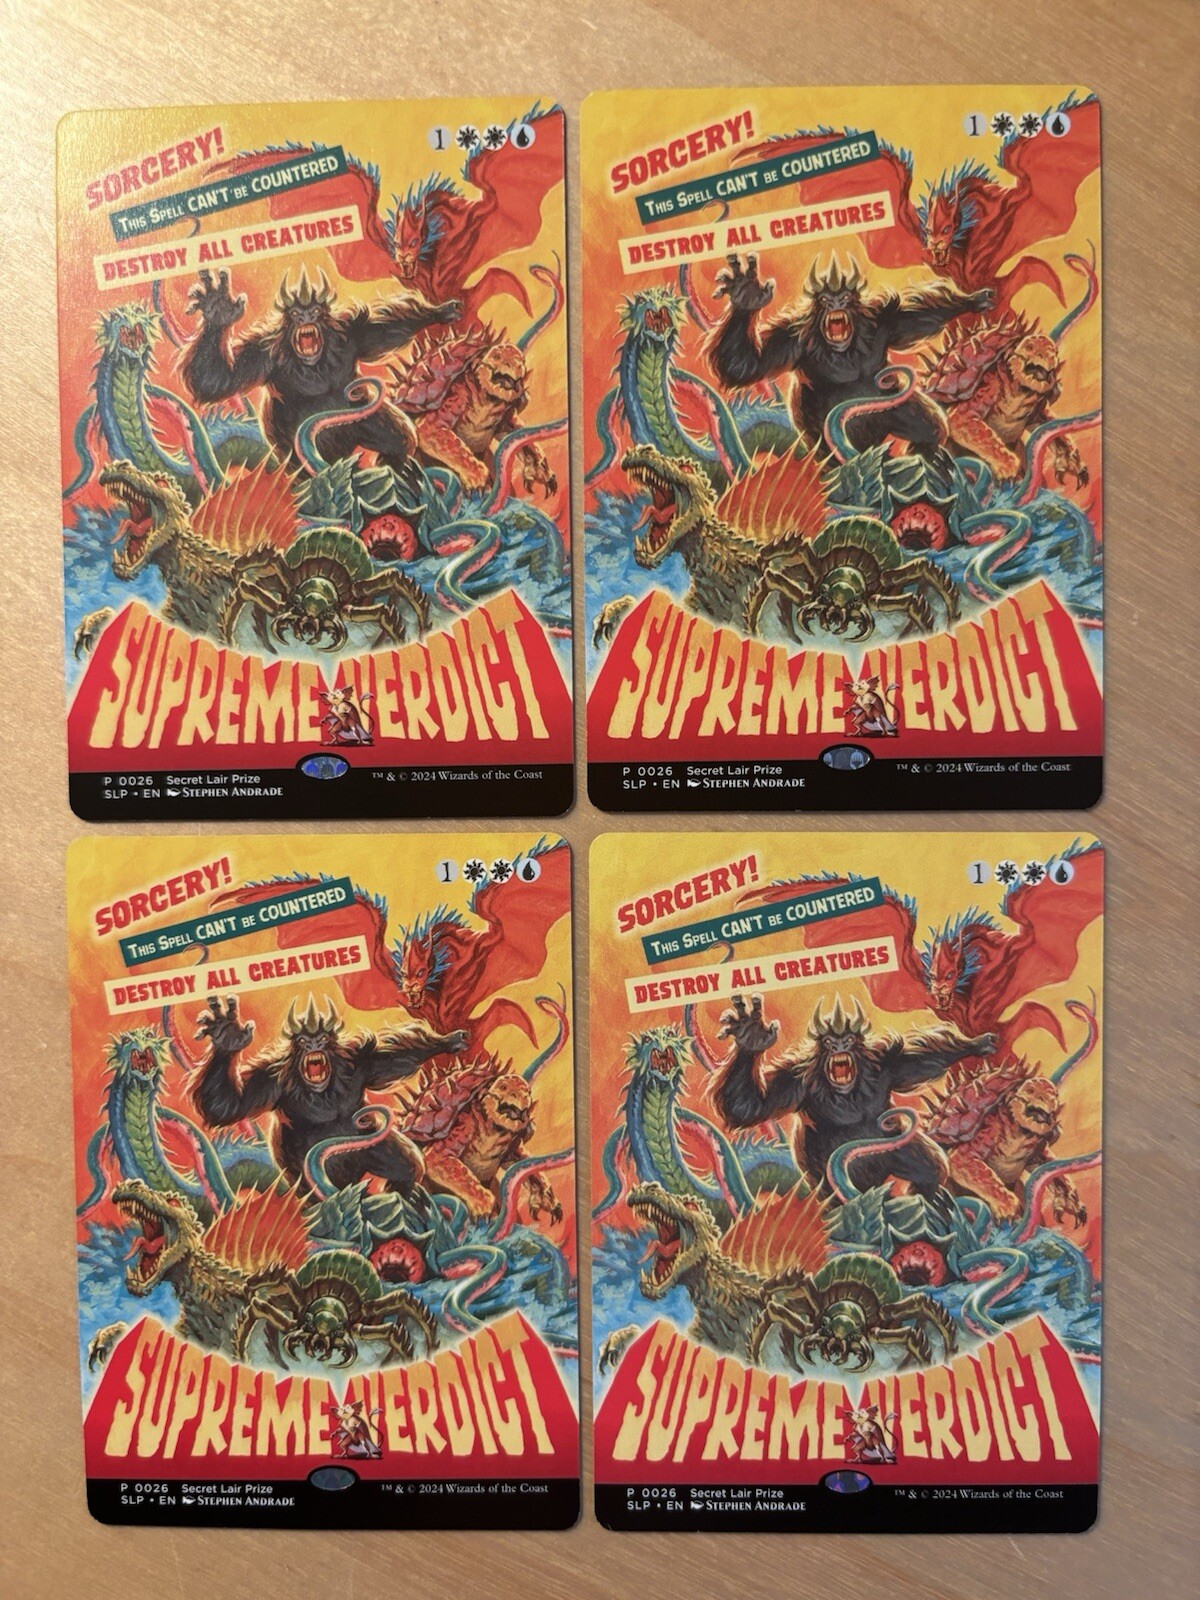 SORCERY!
1
THIS SPELL CAN'T BE COUNTERED
DESTROY ALL CREATURES
SUPREME VERDICT
P 0026 Secret Lair Prize
™ & © 2024 Wizards of the Coast
SLP • EN STEPHEN ANDRADE
SORCERY!
1
THIS SPELL CAN'T BE COUNTERED
DESTROY ALL CREATURES
SUPREME VERDICT
P 0026 Secret Lair Prize
™ & © 2024 Wizards of the Coast
SLP • EN STEPHEN ANDRADE
SORCERY!
1
THIS SPELL CAN'T BE COUNTERED
DESTROY ALL CREATURES
SUPREME VERDICT
P 0026 Secret Lair Prize
™ & © 2024 Wizards of the Coast
SLP • EN STEPHEN ANDRADE
SORCERY!
1
THIS SPELL CAN'T BE COUNTERED
DESTROY ALL CREATURES
SUPREME VERDICT
P 0026 Secret Lair Prize
™ & © 2024 Wizards of the Coast
SLP • EN STEPHEN ANDRADE